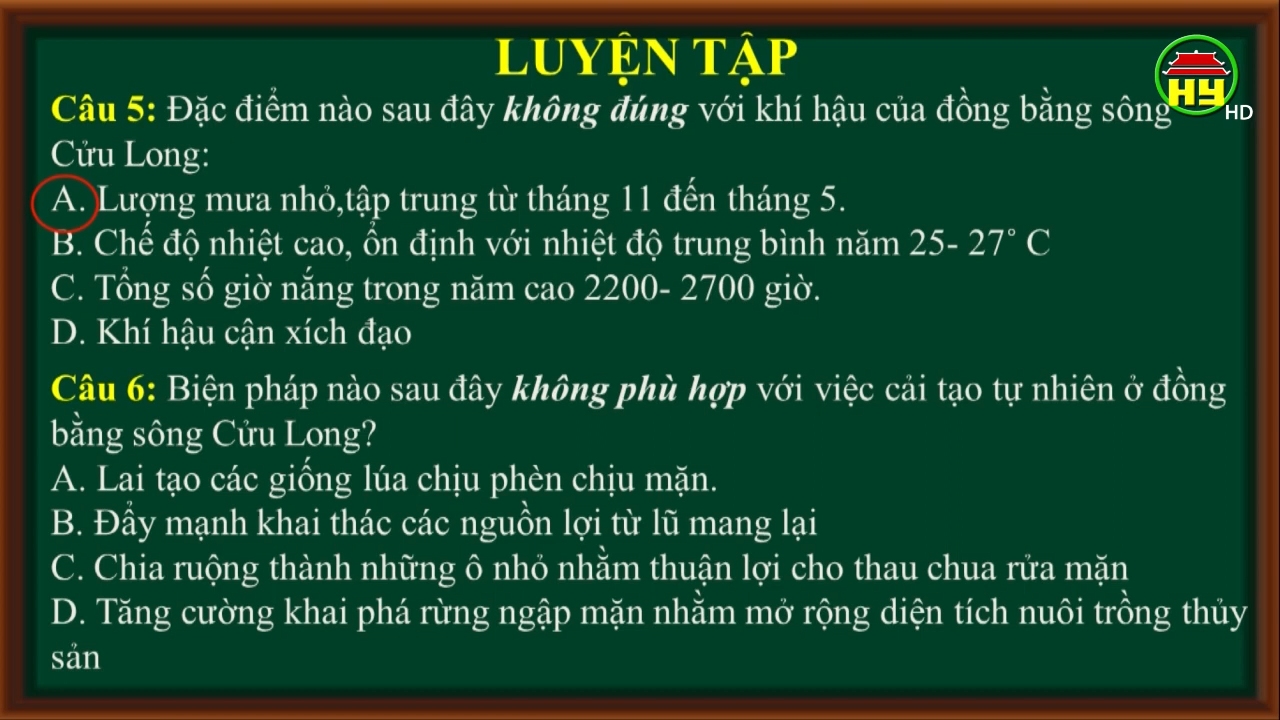 LUYỆN TẬP
HY
HD
Câu 5: Đặc điểm nào sau đây không đúng với khí hậu của đồng bằng sông
Cửu Long:
A. Lượng mưa nhỏ,tập trung từ tháng 11 đến tháng 5.
B. Chế độ nhiệt cao, ổn định với nhiệt độ trung bình năm 25- 27° C
C. Tổng số giờ nắng trong năm cao 2200- 2700 giờ.
D. Khí hậu cận xích đạo
Câu 6: Biện pháp nào sau đây không phù hợp với việc cải tạo tự nhiên ở đồng
bằng sông Cửu Long?
A. Lai tạo các giống lúa chịu phèn chịu mặn.
B. Đẩy mạnh khai thác các nguồn lợi từ lũ mang lại
C. Chia ruộng thành những ô nhỏ nhằm thuận lợi cho thau chua rửa mặn
D. Tăng cường khai phá rừng ngập mặn nhằm mở rộng diện tích nuôi trồng thủy
sản